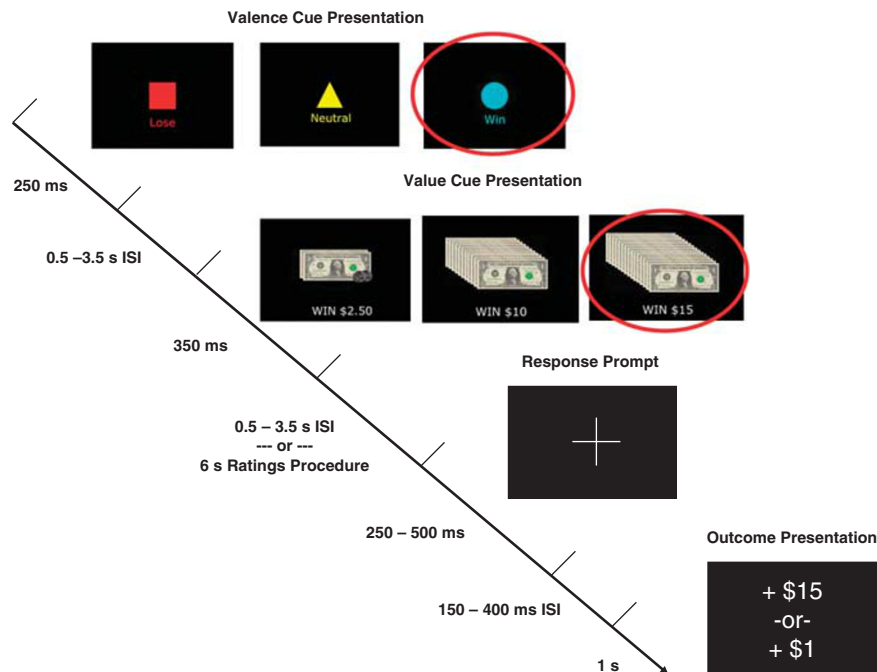 Valence Cue Presentation
Lose
Neutral
Win
250 ms
Value Cue Presentation
0.5 –3.5 s ISI
WIN $2.50
WIN $10
WIN $15
350 ms
Response Prompt
0.5 – 3.5 s ISI
--- or ---
6 s Ratings Procedure
250 – 500 ms
Outcome Presentation
+ $15
-or-
+ $1
150 – 400 ms ISI
1 s